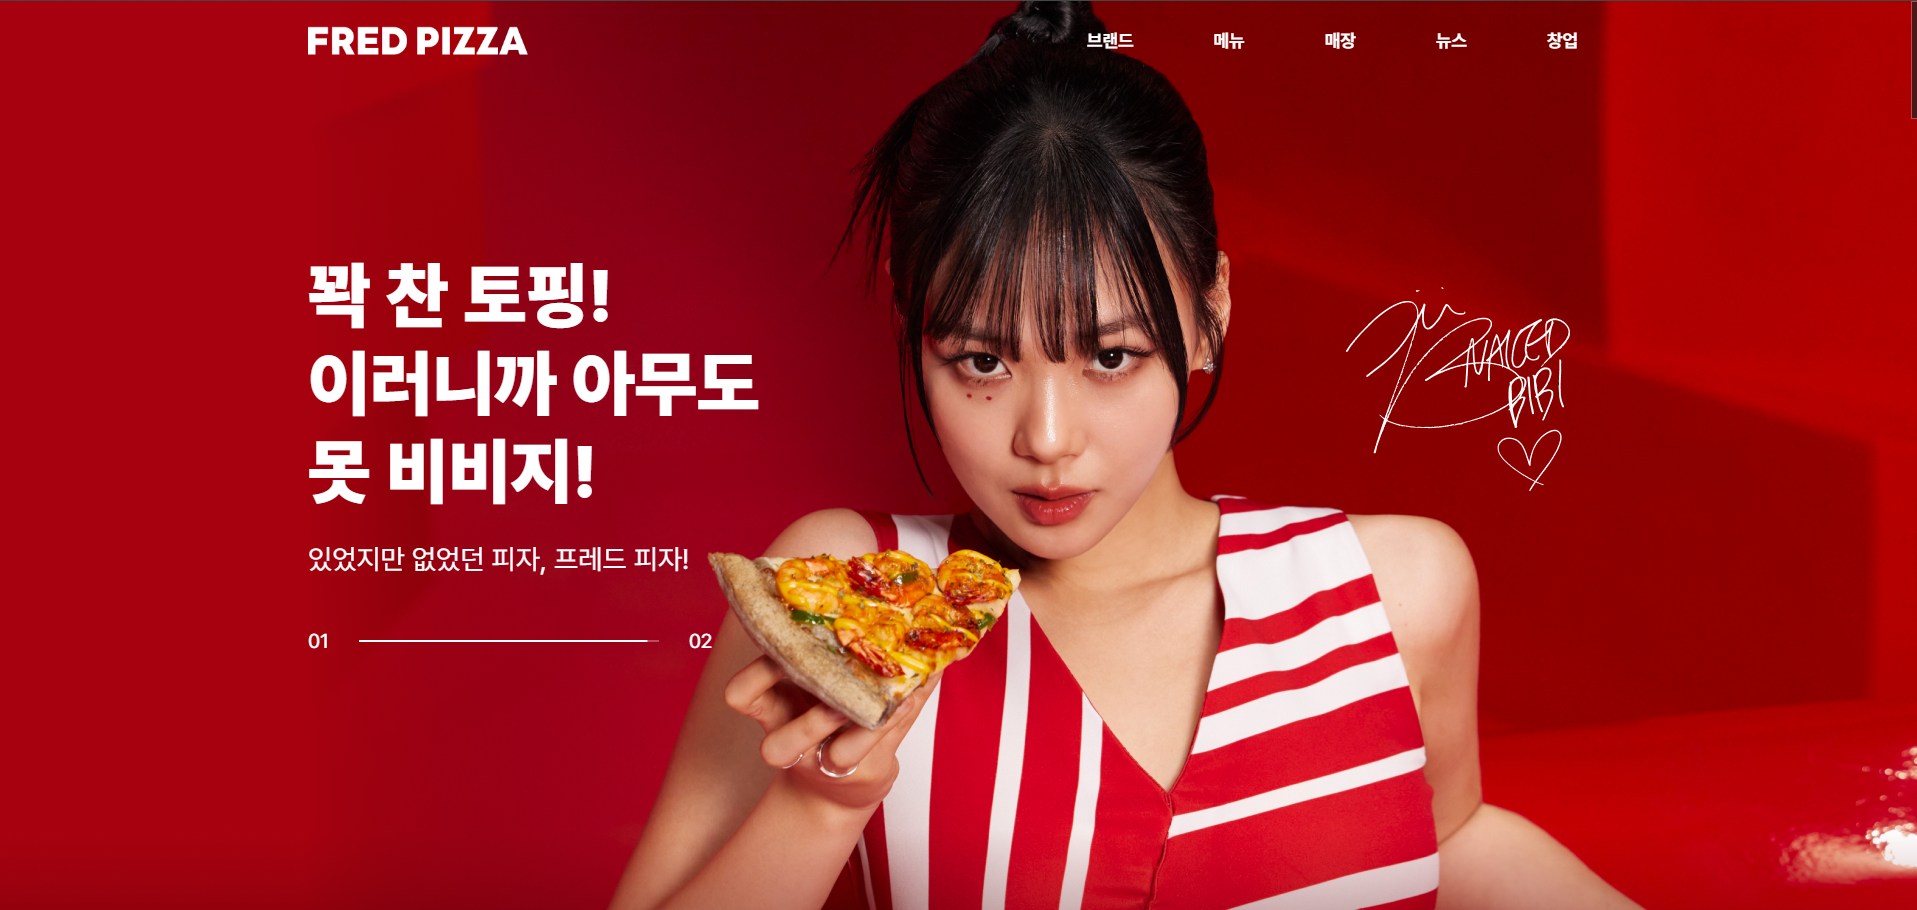 FRED PIZZA
브랜드 메뉴 매장 뉴스 창업
꽉 찬 토핑!
이러니까 아무도
못 비비지!
있었지만 없었던 피자, 프레드 피자!
01 02
NAKED
BIBI